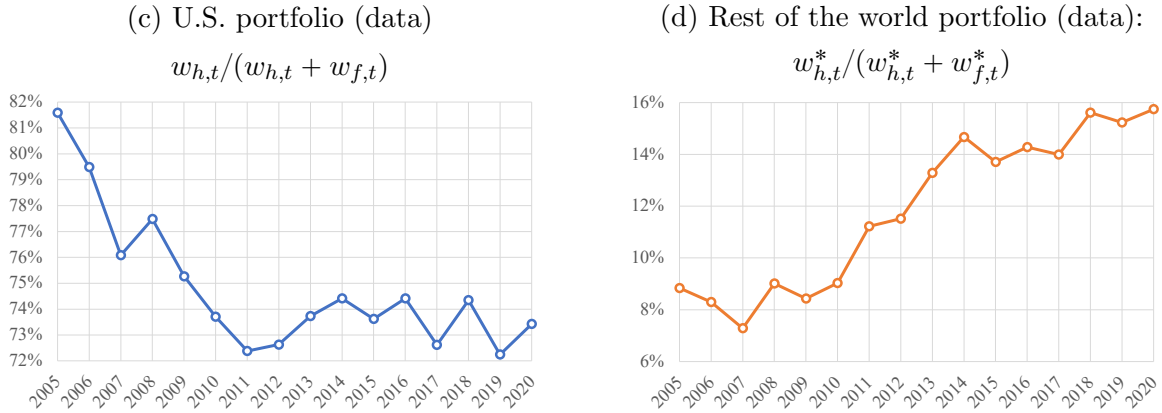 (c) U.S. portfolio (data)
w_{h,t}/(w_{h,t} + w_{f,t})
82%
81%
80%
79%
78%
77%
76%
75%
74%
73%
72%
2005 2006 2007 2008 2009 2010 2011 2012 2013 2014 2015 2016 2017 2018 2019 2020
(d) Rest of the world portfolio (data):
w^*_{h,t}/(w^*_{h,t} + w^*_{f,t})
16%
14%
12%
10%
8%
6%
2005 2006 2007 2008 2009 2010 2011 2012 2013 2014 2015 2016 2017 2018 2019 2020